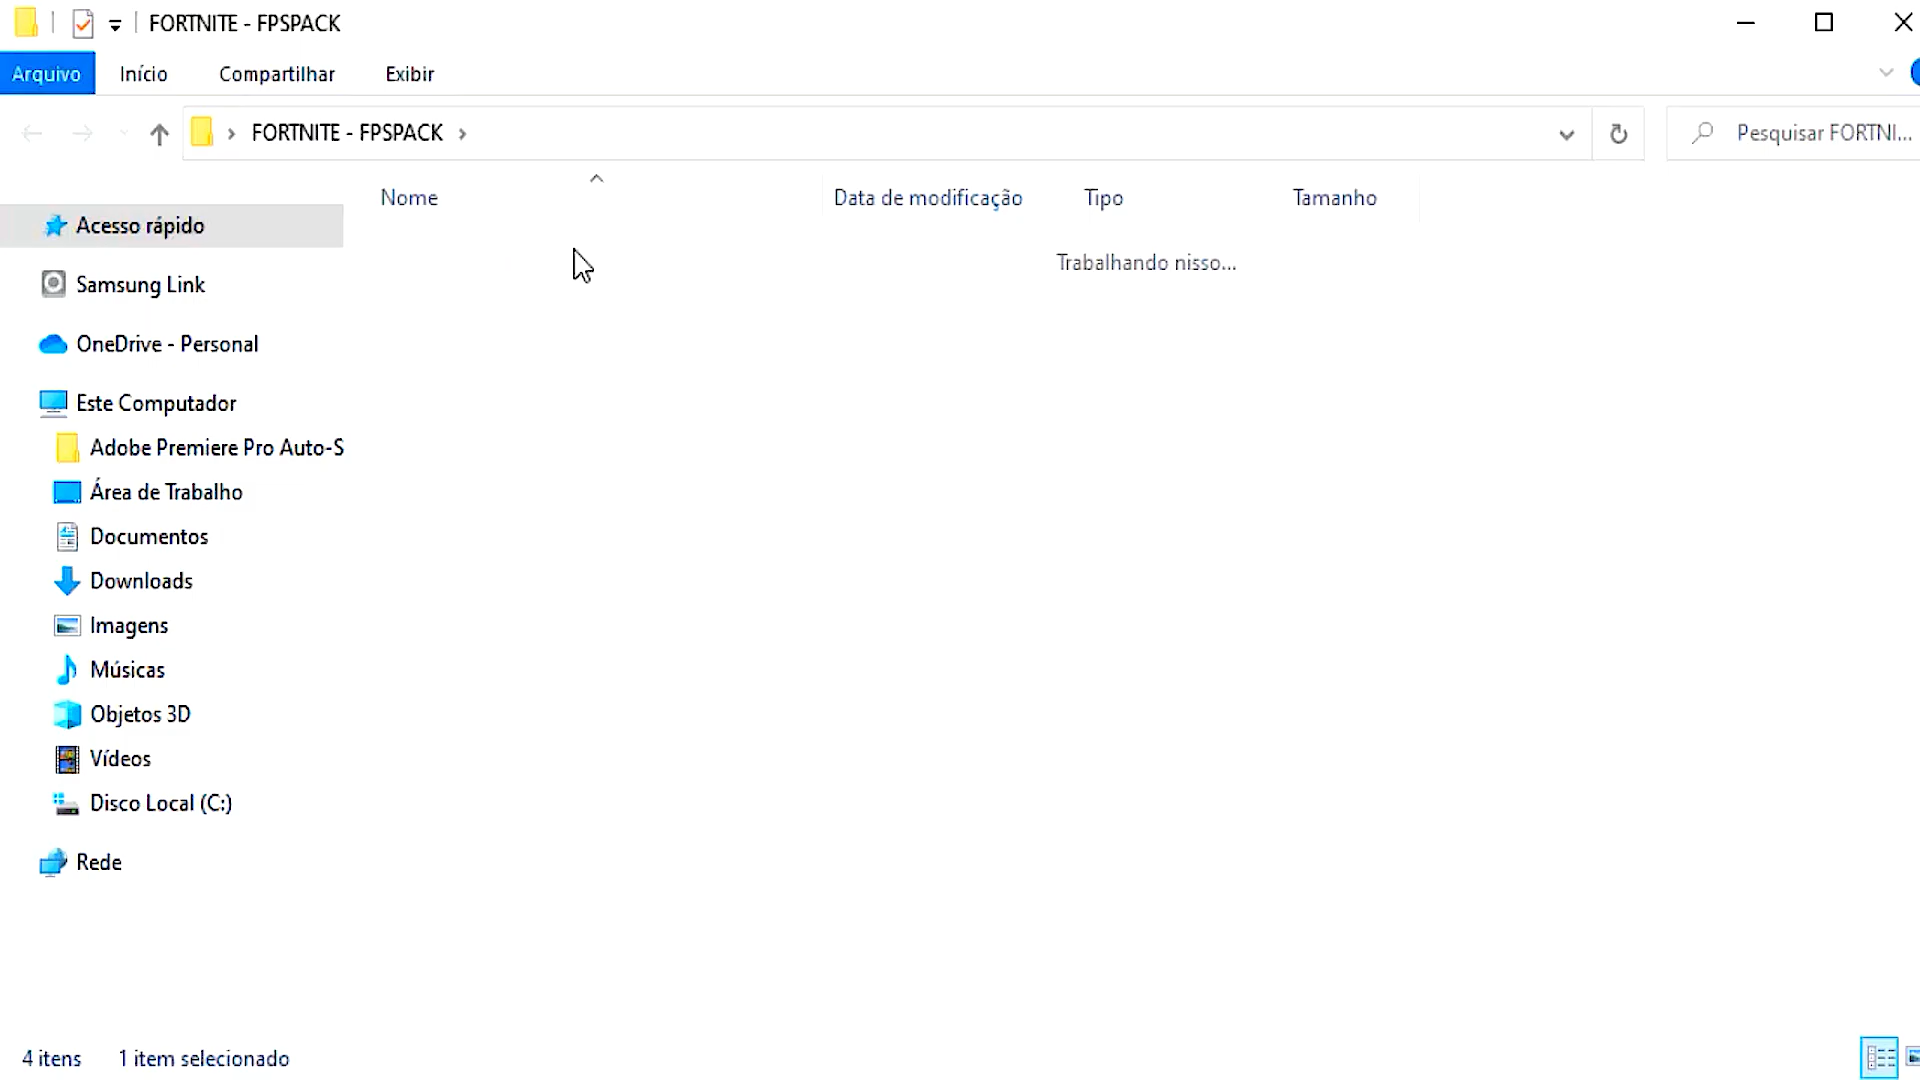 FORTNITE - FPSPACK
Arquivo Início Compartilhar Exibir
FORTNITE - FPSPACK
Pesquisar FORTNI...
Nome Data de modificação Tipo Tamanho
Acesso rápido
Trabalhando nisso...
Samsung Link
OneDrive - Personal
Este Computador
Adobe Premiere Pro Auto-S
Área de Trabalho
Documentos
Downloads
Imagens
Músicas
Objetos 3D
Vídeos
Disco Local (C:)
Rede
4 itens 1 item selecionado